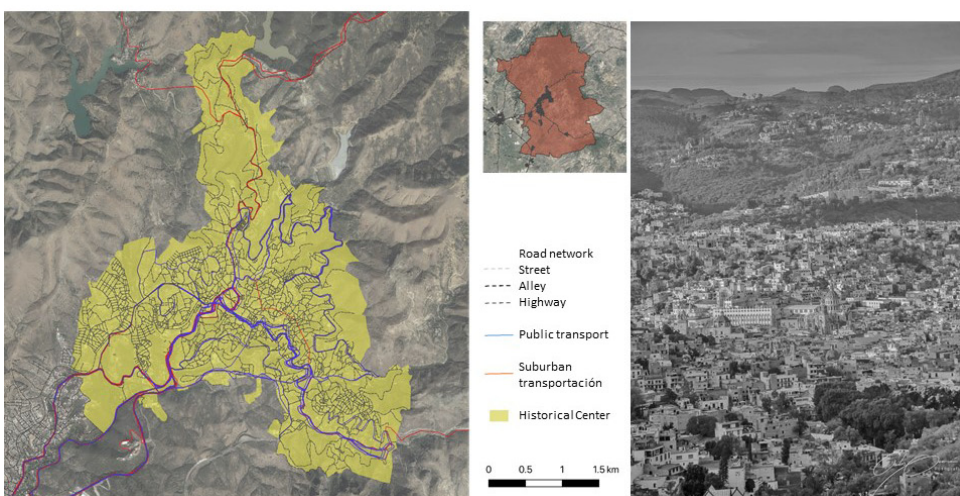 Road network
Street
Alley
Highway
Public transport
Suburban
transportación
Historical Center
0 0.5 1 1.5 km